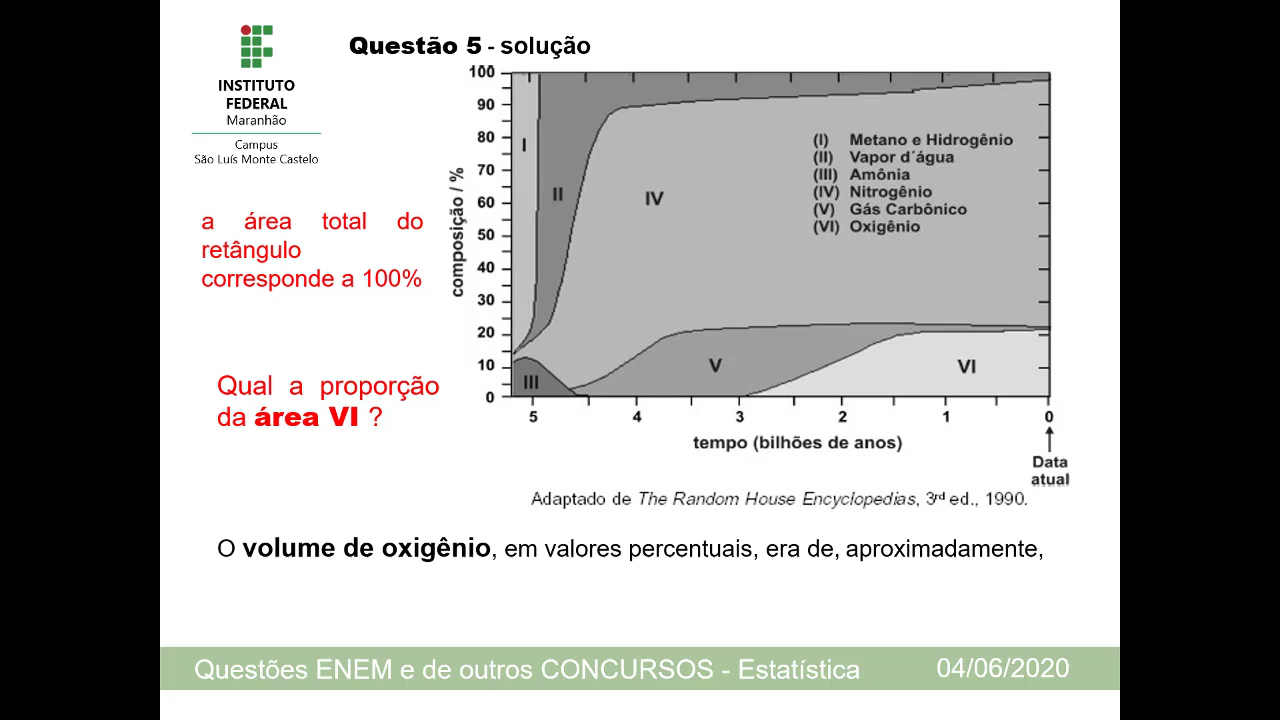 INSTITUTO
FEDERAL
Maranhão
Campus
São Luís Monte Castelo
Questão 5 - solução
a área total do
retângulo
corresponde a 100%
Qual a proporção
da área VI ?
composição / %
100
90
80
70
60
50
40
30
20
10
0
I
II
III
IV
V
VI
(I) Metano e Hidrogênio
(II) Vapor d´água
(III) Amônia
(IV) Nitrogênio
(V) Gás Carbônico
(VI) Oxigênio
5 4 3 2 1 0
tempo (bilhões de anos)
Data
atual
Adaptado de The Random House Encyclopedias, 3rd ed., 1990.
O volume de oxigênio, em valores percentuais, era de, aproximadamente,
Questões ENEM e de outros CONCURSOS - Estatística
04/06/2020